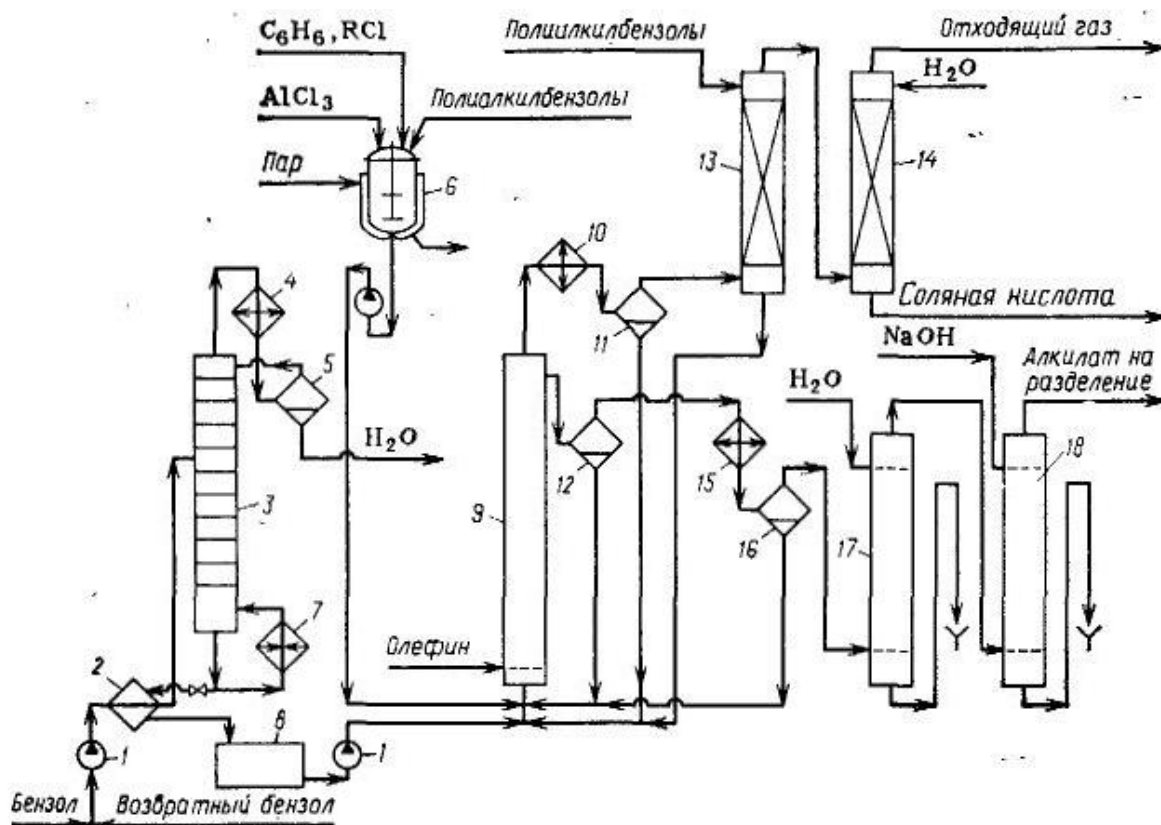 C₆H₆, RCl
AlCl₃
Полиалкилбензолы
Пар
6
Полиалкилбензолы
Отходящий газ
H₂O
13
14
Соляная кислота
NaOH
Алкилат на
разделение
H₂O
4
5
H₂O
3
7
2
8
1
1
Бензол
Возвратный бензол
10
11
12
9
Олефин
15
16
17
18